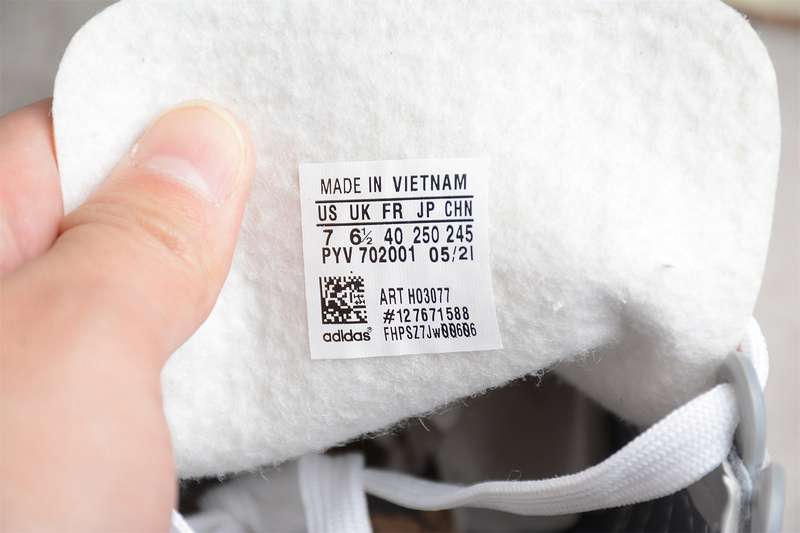 MADE IN VIETNAM
US UK FR JP CHN
7 6½ 40 250 245
PYV 702001 05/21
ART H03077
#127671588
adidas® FHPSZ7Jw00606